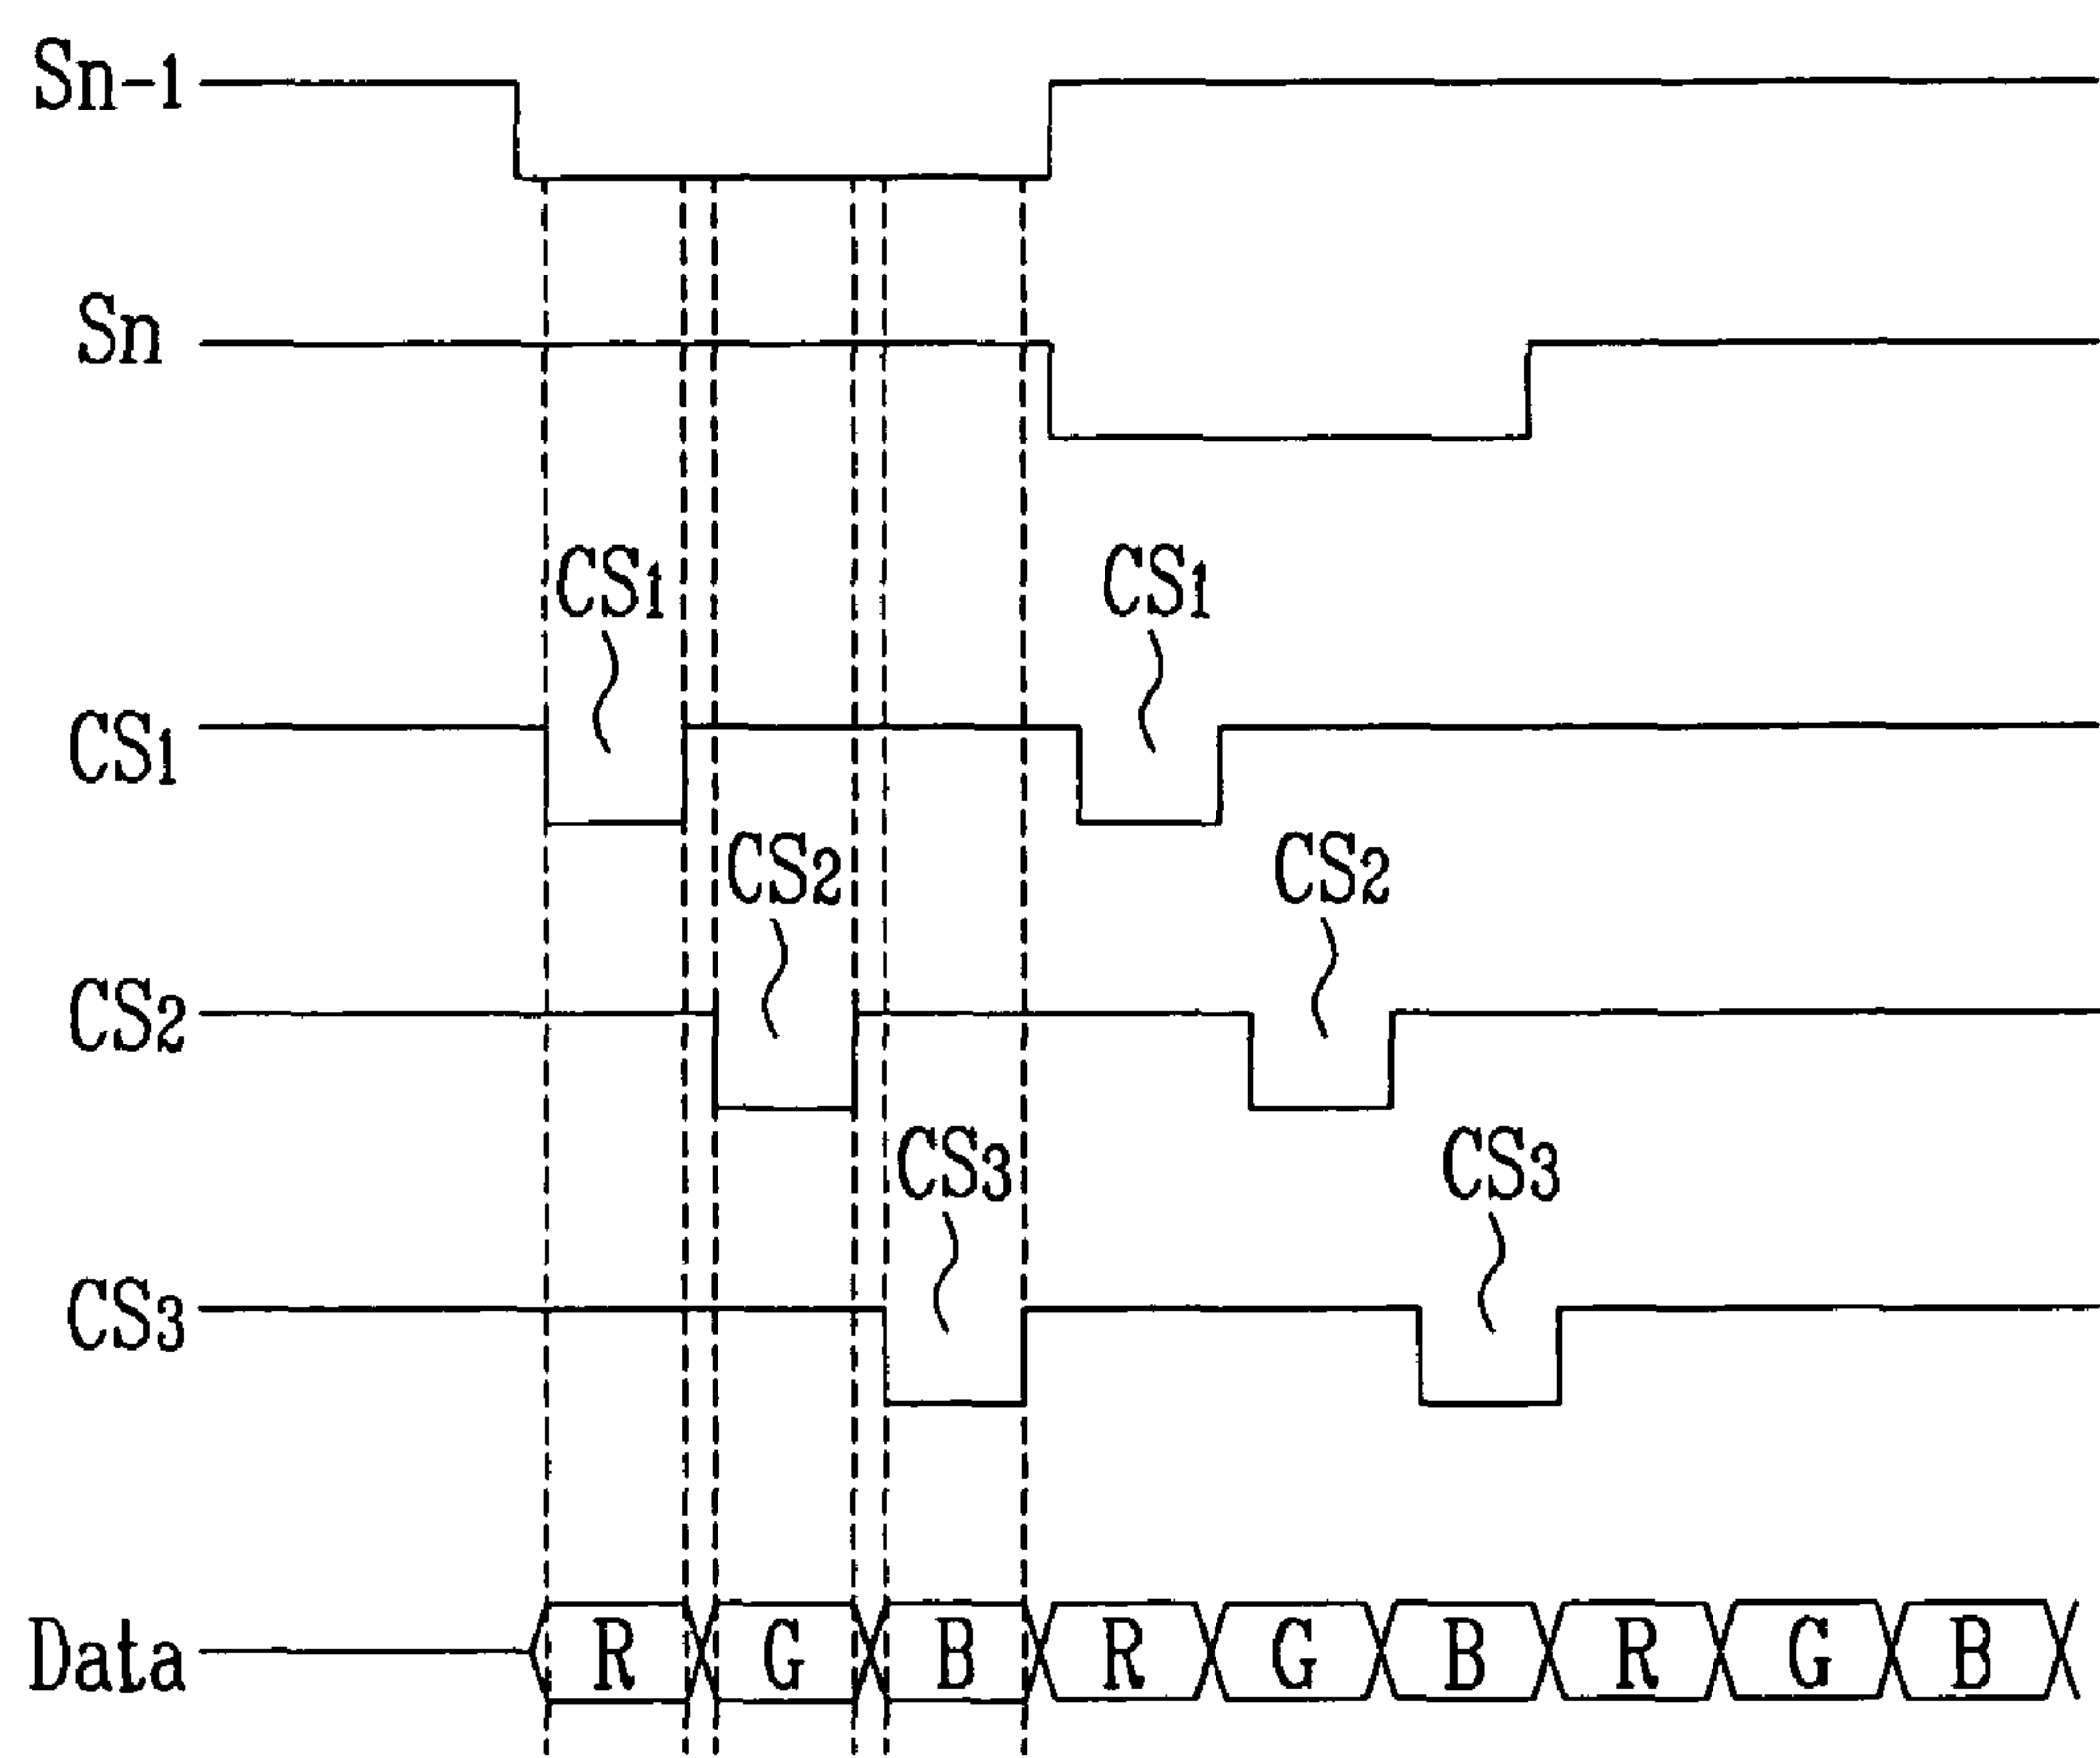 Sn-1
Sn
CS1 CS1
CS1
CS2 CS2
CS2
CS3 CS3
CS3
Data R G B R G B R G B